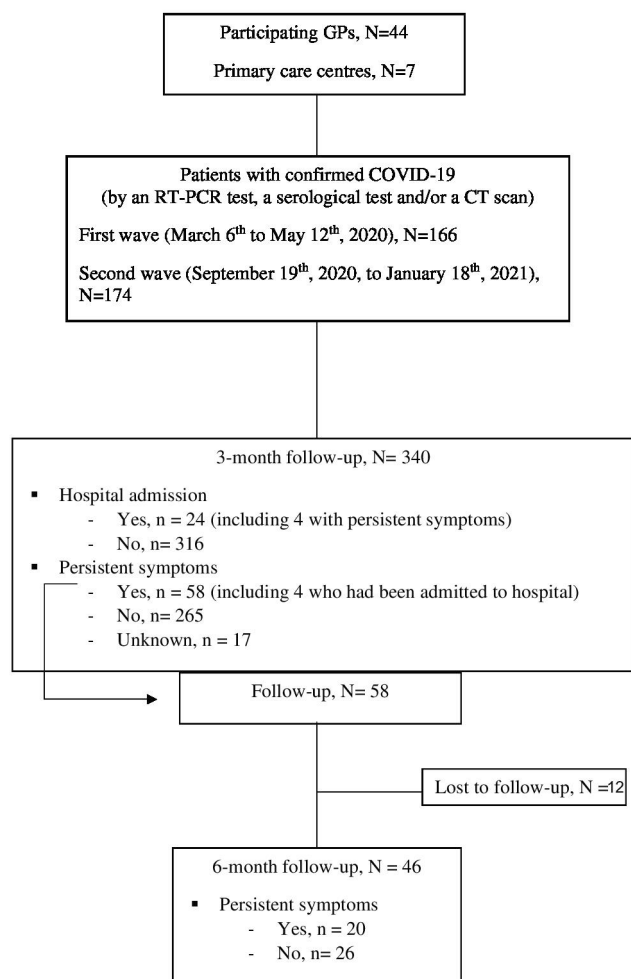 Participating GPs, N=44
Primary care centres, N=7
Patients with confirmed COVID-19
(by an RT-PCR test, a serological test and/or a CT scan)
First wave (March 6th to May 12th, 2020), N=166
Second wave (September 19th, 2020, to January 18th, 2021),
N=174
3-month follow-up, N= 340
▪ Hospital admission
- Yes, n = 24 (including 4 with persistent symptoms)
- No, n= 316
▪ Persistent symptoms
- Yes, n = 58 (including 4 who had been admitted to hospital)
- No, n= 265
- Unknown, n = 17
Follow-up, N= 58
Lost to follow-up, N =12
6-month follow-up, N = 46
▪ Persistent symptoms
- Yes, n = 20
- No, n= 26